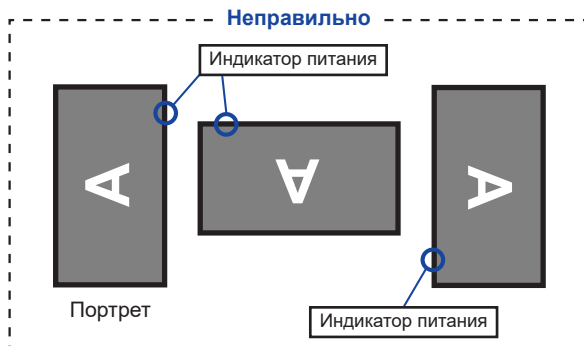 Неправильно
Индикатор питания
A
A
A
Портрет
Индикатор питания